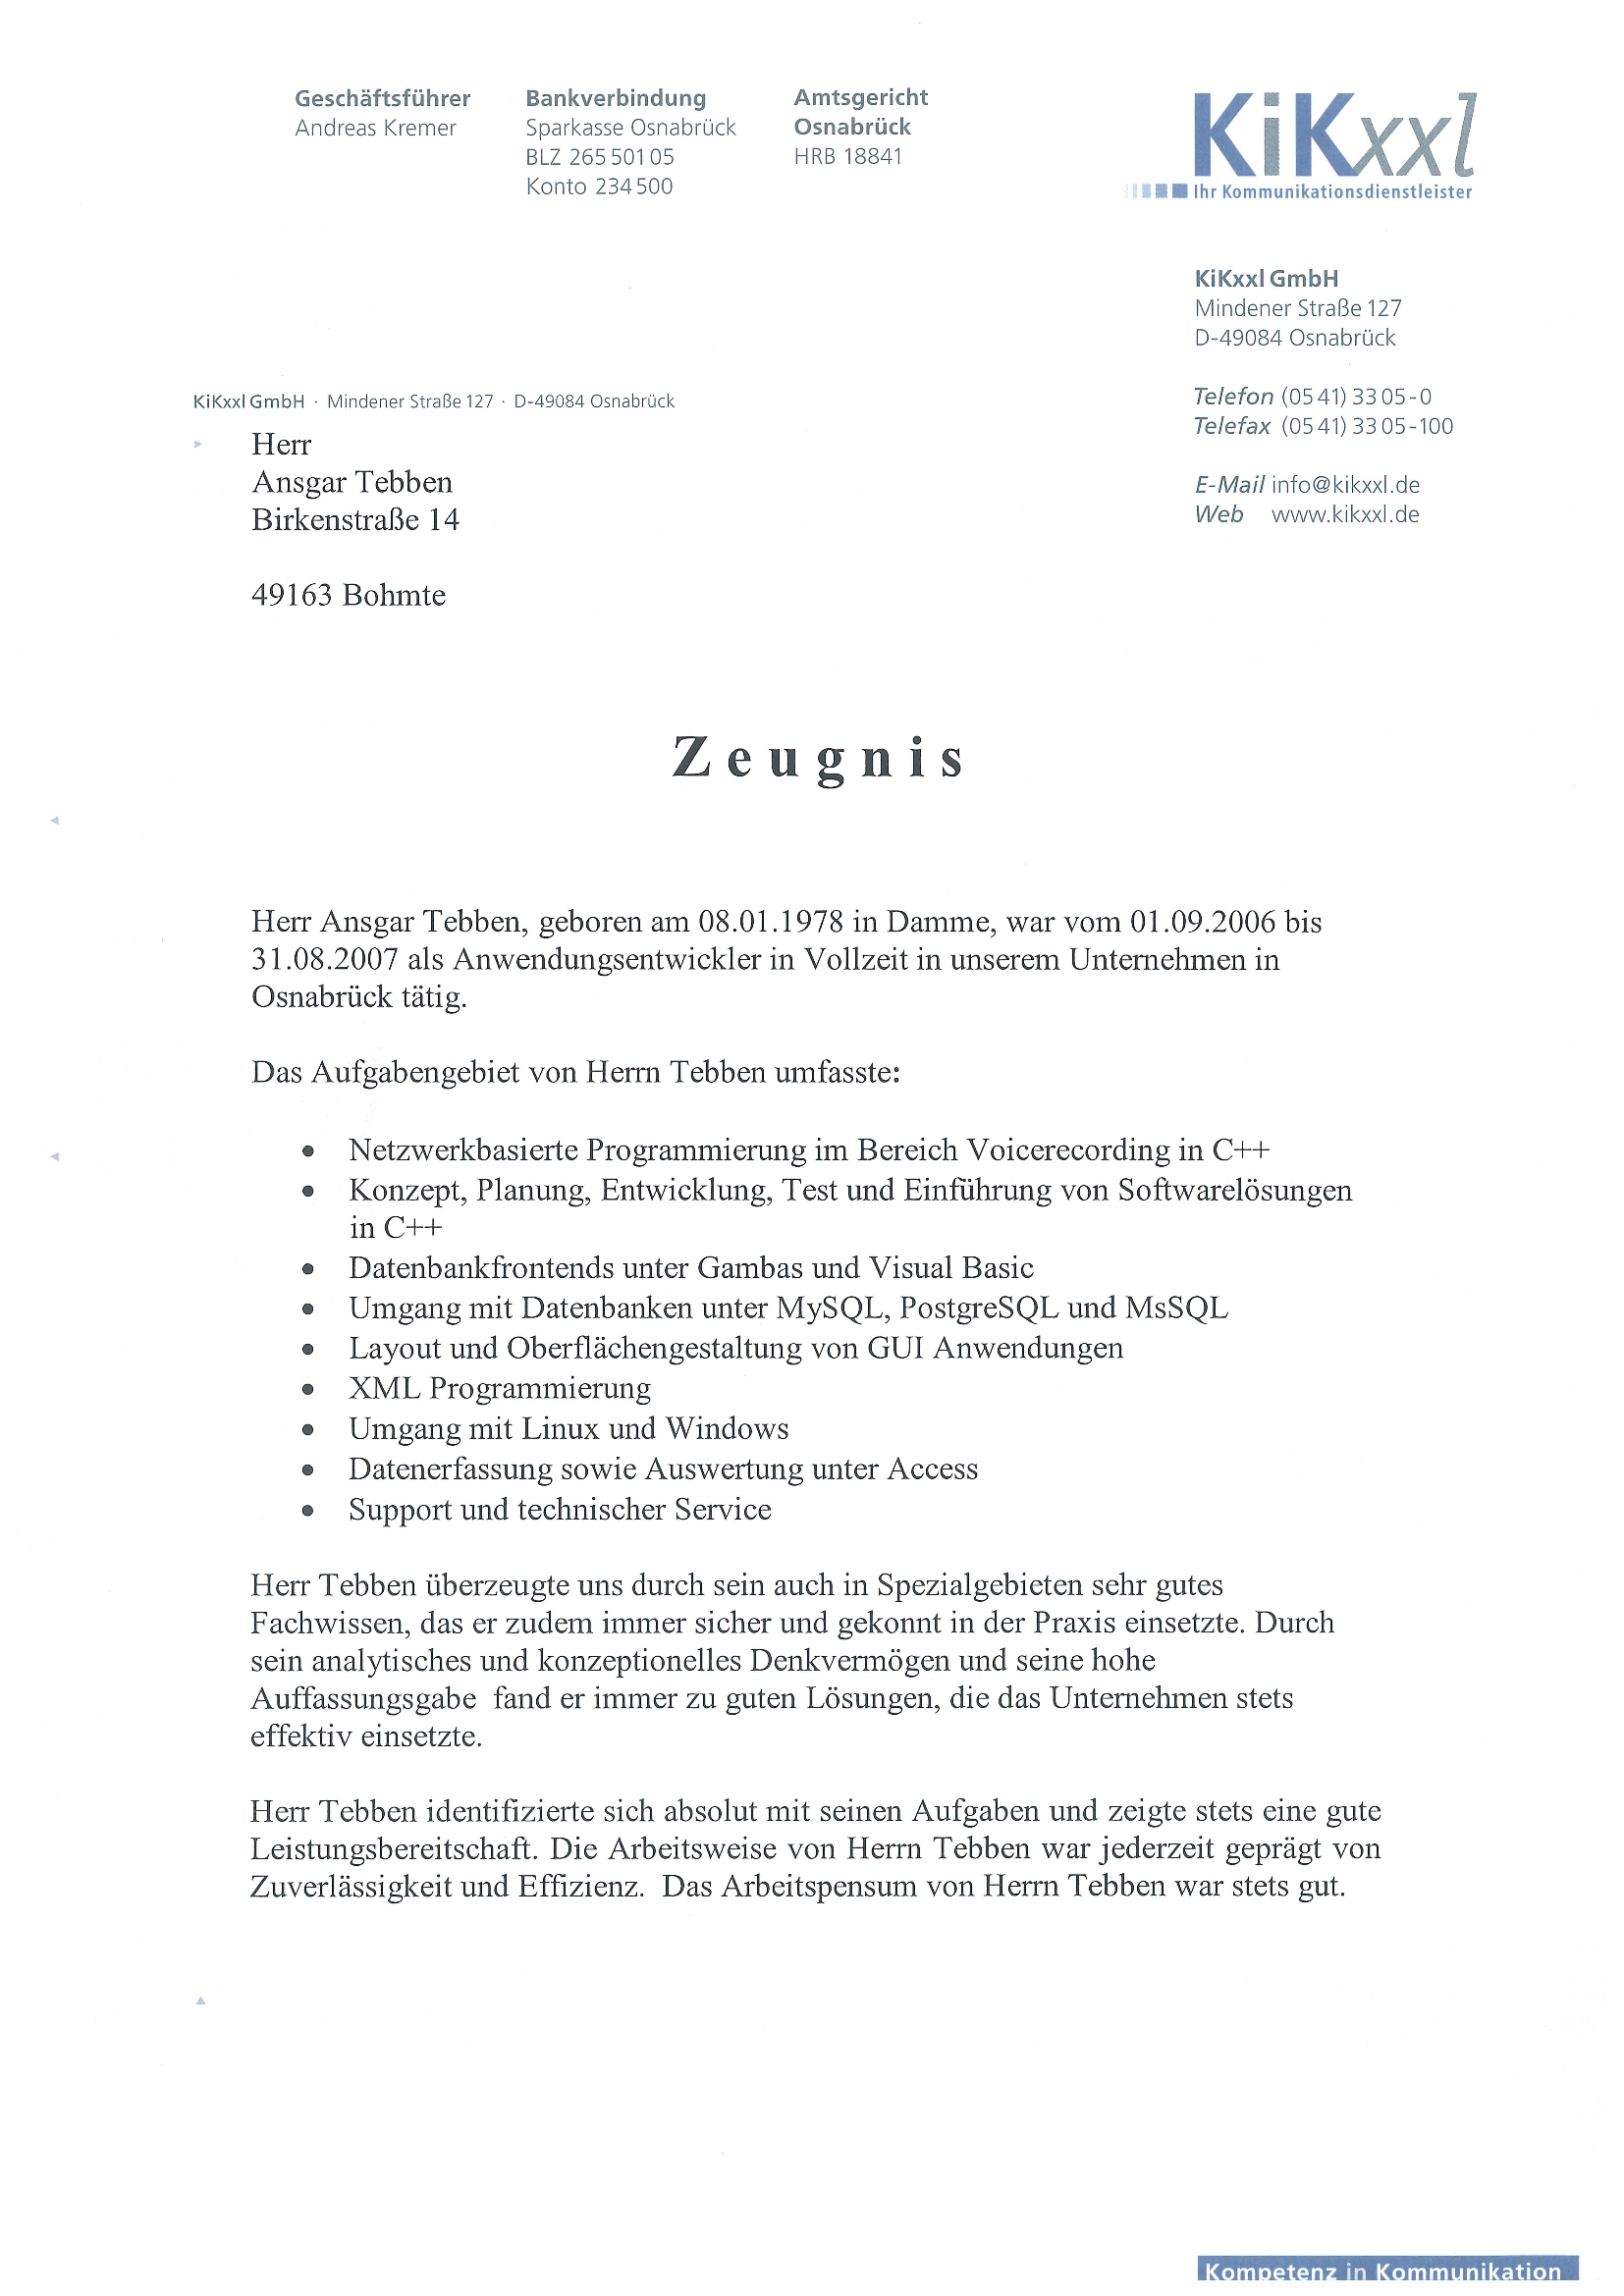 Geschäftsführer
Andreas Kremer
Bankverbindung
Sparkasse Osnabrück
BLZ 265 501 05
Konto 234 500
Amtsgericht
Osnabrück
HRB 18841
KiKxxl
Ihr Kommunikationsdienstleister
KiKxxl GmbH
Mindener Straße 127
D-49084 Osnabrück
Telefon (05 41) 33 05-0
Telefax (05 41) 33 05-100
E-Mail info@kikxxl.de
Web www.kikxxl.de
KiKxxl GmbH · Mindener Straße 127 · D-49084 Osnabrück
Herr
Ansgar Tebben
Birkenstraße 14
49163 Bohmte
Zeugnis
Herr Ansgar Tebben, geboren am 08.01.1978 in Damme, war vom 01.09.2006 bis
31.08.2007 als Anwendungsentwickler in Vollzeit in unserem Unternehmen in
Osnabrück tätig.
Das Aufgabengebiet von Herrn Tebben umfasste:
• Netzwerkbasierte Programmierung im Bereich Voicerecording in C++
• Konzept, Planung, Entwicklung, Test und Einführung von Softwarelösungen
in C++
• Datenbankfrontends unter Gambas und Visual Basic
• Umgang mit Datenbanken unter MySQL, PostgreSQL und MsSQL
• Layout und Oberflächengestaltung von GUI Anwendungen
• XML Programmierung
• Umgang mit Linux und Windows
• Datenerfassung sowie Auswertung unter Access
• Support und technischer Service
Herr Tebben überzeugte uns durch sein auch in Spezialgebieten sehr gutes
Fachwissen, das er zudem immer sicher und gekonnt in der Praxis einsetzte. Durch
sein analytisches und konzeptionelles Denkvermögen und seine hohe
Auffassungsgabe fand er immer zu guten Lösungen, die das Unternehmen stets
effektiv einsetzte.
Herr Tebben identifizierte sich absolut mit seinen Aufgaben und zeigte stets eine gute
Leistungsbereitschaft. Die Arbeitsweise von Herrn Tebben war jederzeit geprägt von
Zuverlässigkeit und Effizienz. Das Arbeitspensum von Herrn Tebben war stets gut.
Kompetenz in Kommunikation